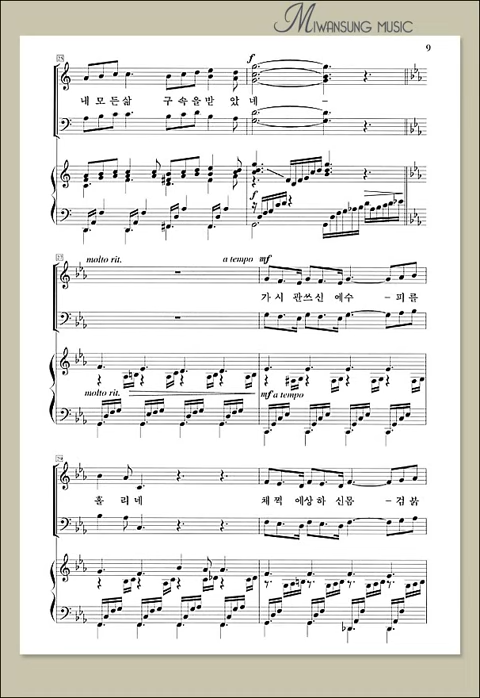 MIWANSUNG MUSIC
9
f
내 모 든 삶 구 속 을 받 았 네 -
f
molto rit. a tempo mf
가 시 관 쓰 신 예 수 - 피 를
molto rit. mf a tempo
흘 리 네 채 찍 에 상 하 신 몸 - 검 붉